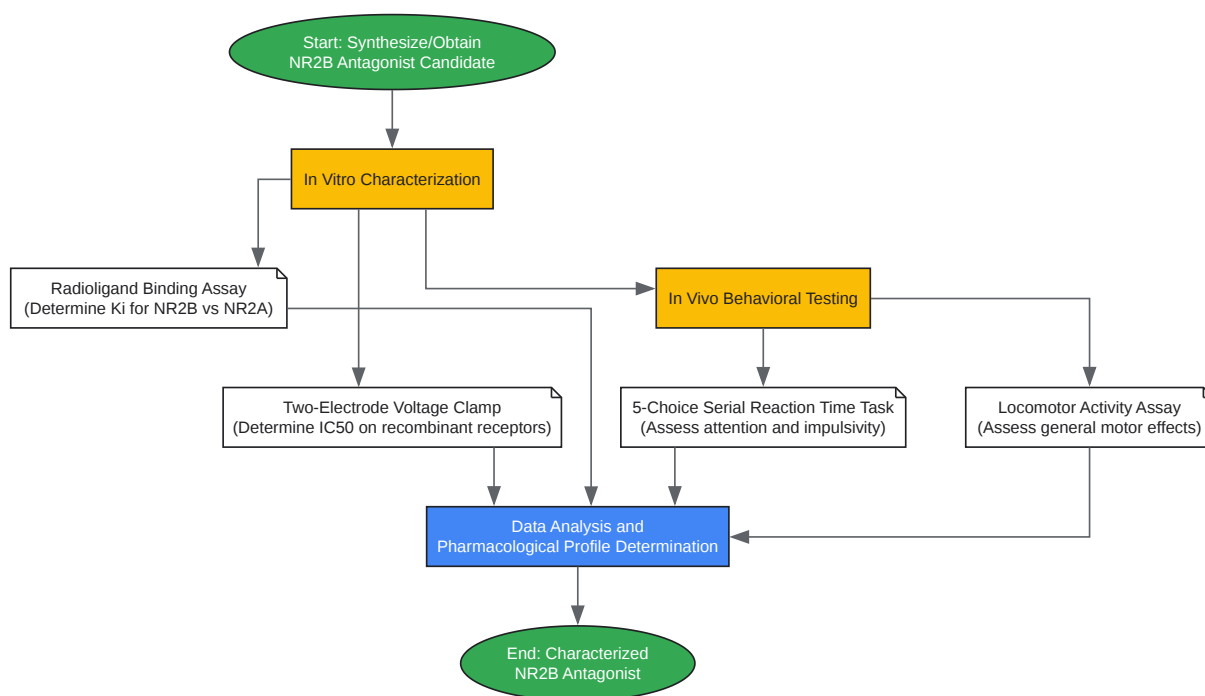 Start: Synthesize/Obtain
NR2B Antagonist Candidate
In Vitro Characterization
Radioligand Binding Assay
(Determine Ki for NR2B vs NR2A)
In Vivo Behavioral Testing
Two-Electrode Voltage Clamp
(Determine IC50 on recombinant receptors)
5-Choice Serial Reaction Time Task
(Assess attention and impulsivity)
Locomotor Activity Assay
(Assess general motor effects)
Data Analysis and
Pharmacological Profile Determination
End: Characterized
NR2B Antagonist